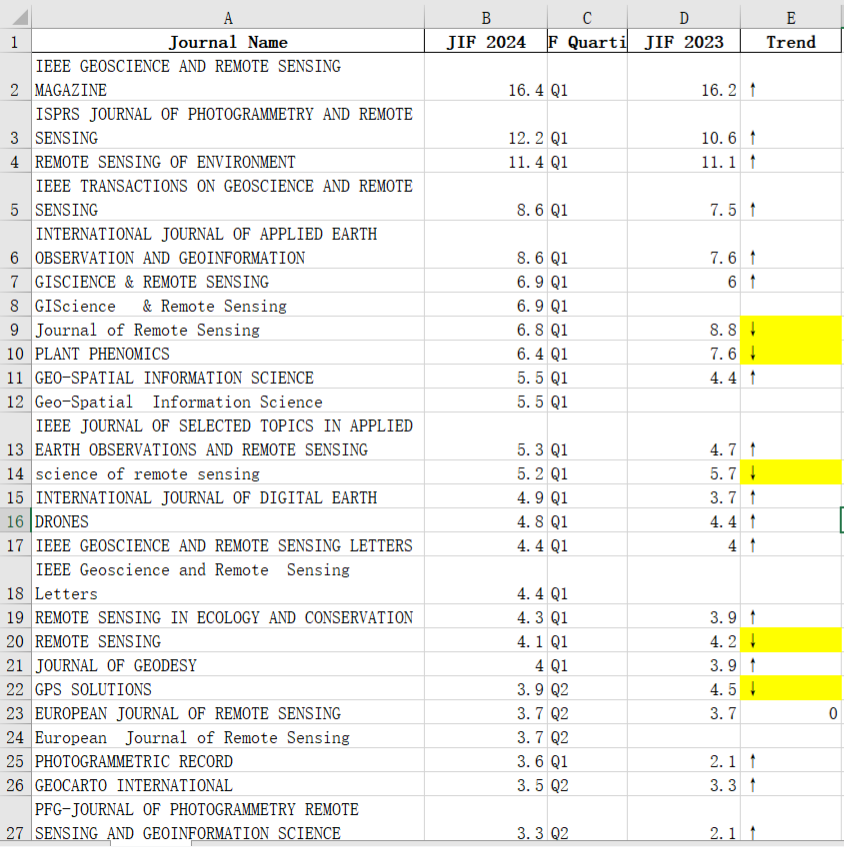 A B C D E
1 Journal Name JIF 2024 F Quarti JIF 2023 Trend
IEEE GEOSCIENCE AND REMOTE SENSING
2 MAGAZINE 16.4 Q1 16.2 ↑
ISPRS JOURNAL OF PHOTOGRAMMETRY AND REMOTE
3 SENSING 12.2 Q1 10.6 ↑
4 REMOTE SENSING OF ENVIRONMENT 11.4 Q1 11.1 ↑
IEEE TRANSACTIONS ON GEOSCIENCE AND REMOTE
5 SENSING 8.6 Q1 7.5 ↑
INTERNATIONAL JOURNAL OF APPLIED EARTH
6 OBSERVATION AND GEOINFORMATION 8.6 Q1 7.6 ↑
7 GISCIENCE & REMOTE SENSING 6.9 Q1 6 ↑
8 GIScience & Remote Sensing 6.9 Q1
9 Journal of Remote Sensing 6.8 Q1 8.8 ↓
10 PLANT PHENOMICS 6.4 Q1 7.6 ↓
11 GEO-SPATIAL INFORMATION SCIENCE 5.5 Q1 4.4 ↑
12 Geo-Spatial Information Science 5.5 Q1
IEEE JOURNAL OF SELECTED TOPICS IN APPLIED
13 EARTH OBSERVATIONS AND REMOTE SENSING 5.3 Q1 4.7 ↑
14 science of remote sensing 5.2 Q1 5.7 ↓
15 INTERNATIONAL JOURNAL OF DIGITAL EARTH 4.9 Q1 3.7 ↑
16 DRONES 4.8 Q1 4.4 ↑
17 IEEE GEOSCIENCE AND REMOTE SENSING LETTERS 4.4 Q1 4 ↑
IEEE Geoscience and Remote Sensing
18 Letters 4.4 Q1
19 REMOTE SENSING IN ECOLOGY AND CONSERVATION 4.3 Q1 3.9 ↑
20 REMOTE SENSING 4.1 Q1 4.2 ↓
21 JOURNAL OF GEODESY 4 Q1 3.9 ↑
22 GPS SOLUTIONS 3.9 Q2 4.5 ↓
23 EUROPEAN JOURNAL OF REMOTE SENSING 3.7 Q2 3.7 0
24 European Journal of Remote Sensing 3.7 Q2
25 PHOTOGRAMMETRIC RECORD 3.6 Q1 2.1 ↑
26 GEOCARTO INTERNATIONAL 3.5 Q2 3.3 ↑
PFG-JOURNAL OF PHOTOGRAMMETRY REMOTE
27 SENSING AND GEOINFORMATION SCIENCE 3.3 Q2 2.1 ↑